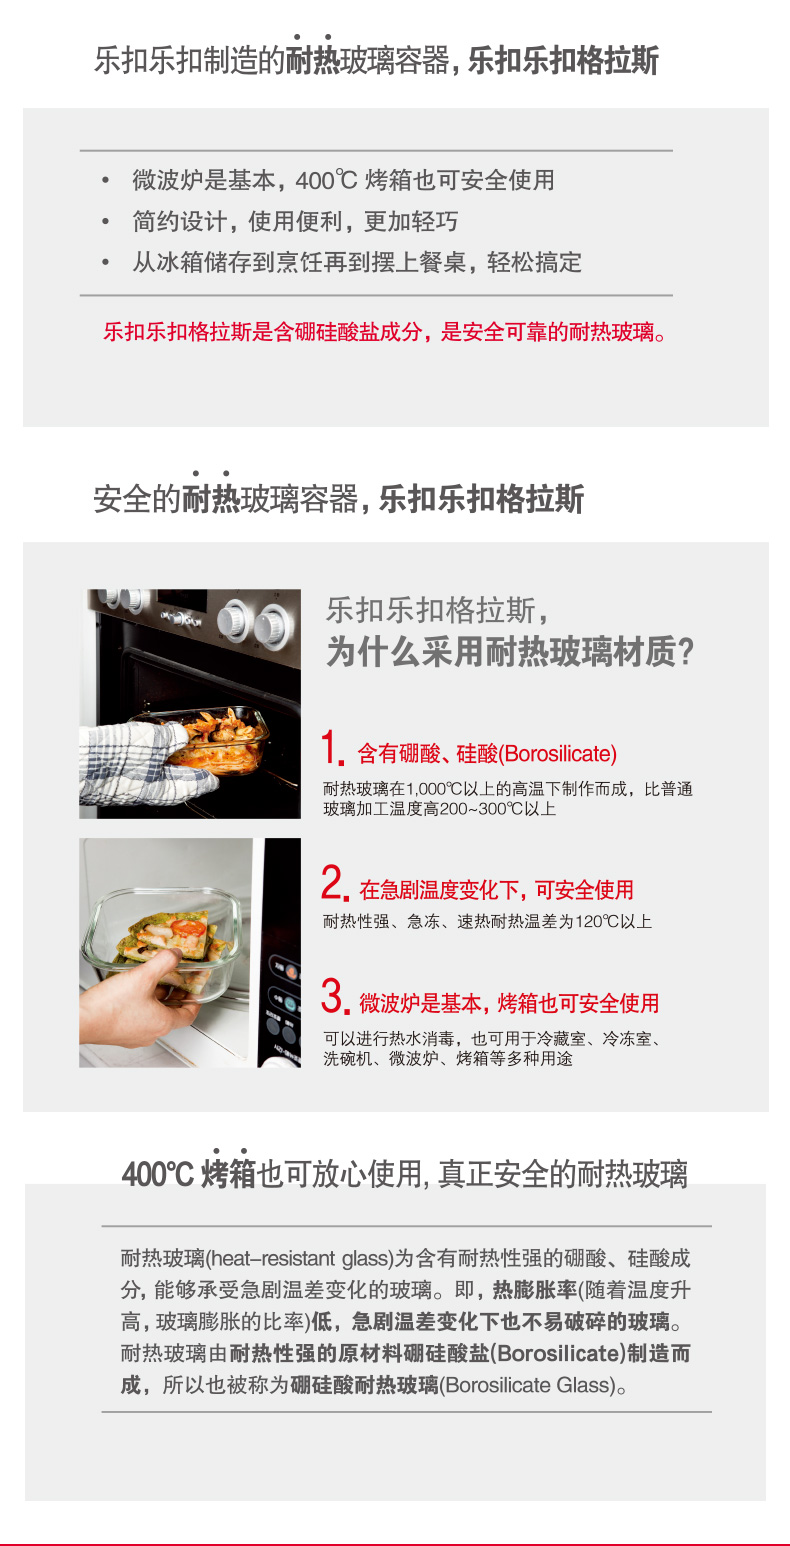 乐扣乐扣制造的耐热玻璃容器，乐扣乐扣格拉斯
• 微波炉是基本，400℃ 烤箱也可安全使用
• 简约设计，使用便利，更加轻巧
• 从冰箱储存到烹饪再到摆上餐桌，轻松搞定
乐扣乐扣格拉斯是含硼硅酸盐成分，是安全可靠的耐热玻璃。
安全的耐热玻璃容器，乐扣乐扣格拉斯
乐扣乐扣格拉斯，
为什么采用耐热玻璃材质？
1. 含有硼酸、硅酸(Borosilicate)
耐热玻璃在1,000℃以上的高温下制作而成，比普通
玻璃加工温度高200~300℃以上
2. 在急剧温度变化下，可安全使用
耐热性强、急冻、速热耐热温差为120℃以上
3. 微波炉是基本，烤箱也可安全使用
可以进行热水消毒，也可用于冷藏室、冷冻室、
洗碗机、微波炉、烤箱等多种用途
400℃ 烤箱也可放心使用, 真正安全的耐热玻璃
耐热玻璃(heat-resistant glass)为含有耐热性强的硼酸、硅酸成
分, 能够承受急剧温差变化的玻璃。即，热膨胀率(随着温度升
高, 玻璃膨胀的比率)低，急剧温差变化下也不易破碎的玻璃。
耐热玻璃由耐热性强的原材料硼硅酸盐(Borosilicate)制造而
成，所以也被称为硼硅酸耐热玻璃(Borosilicate Glass)。